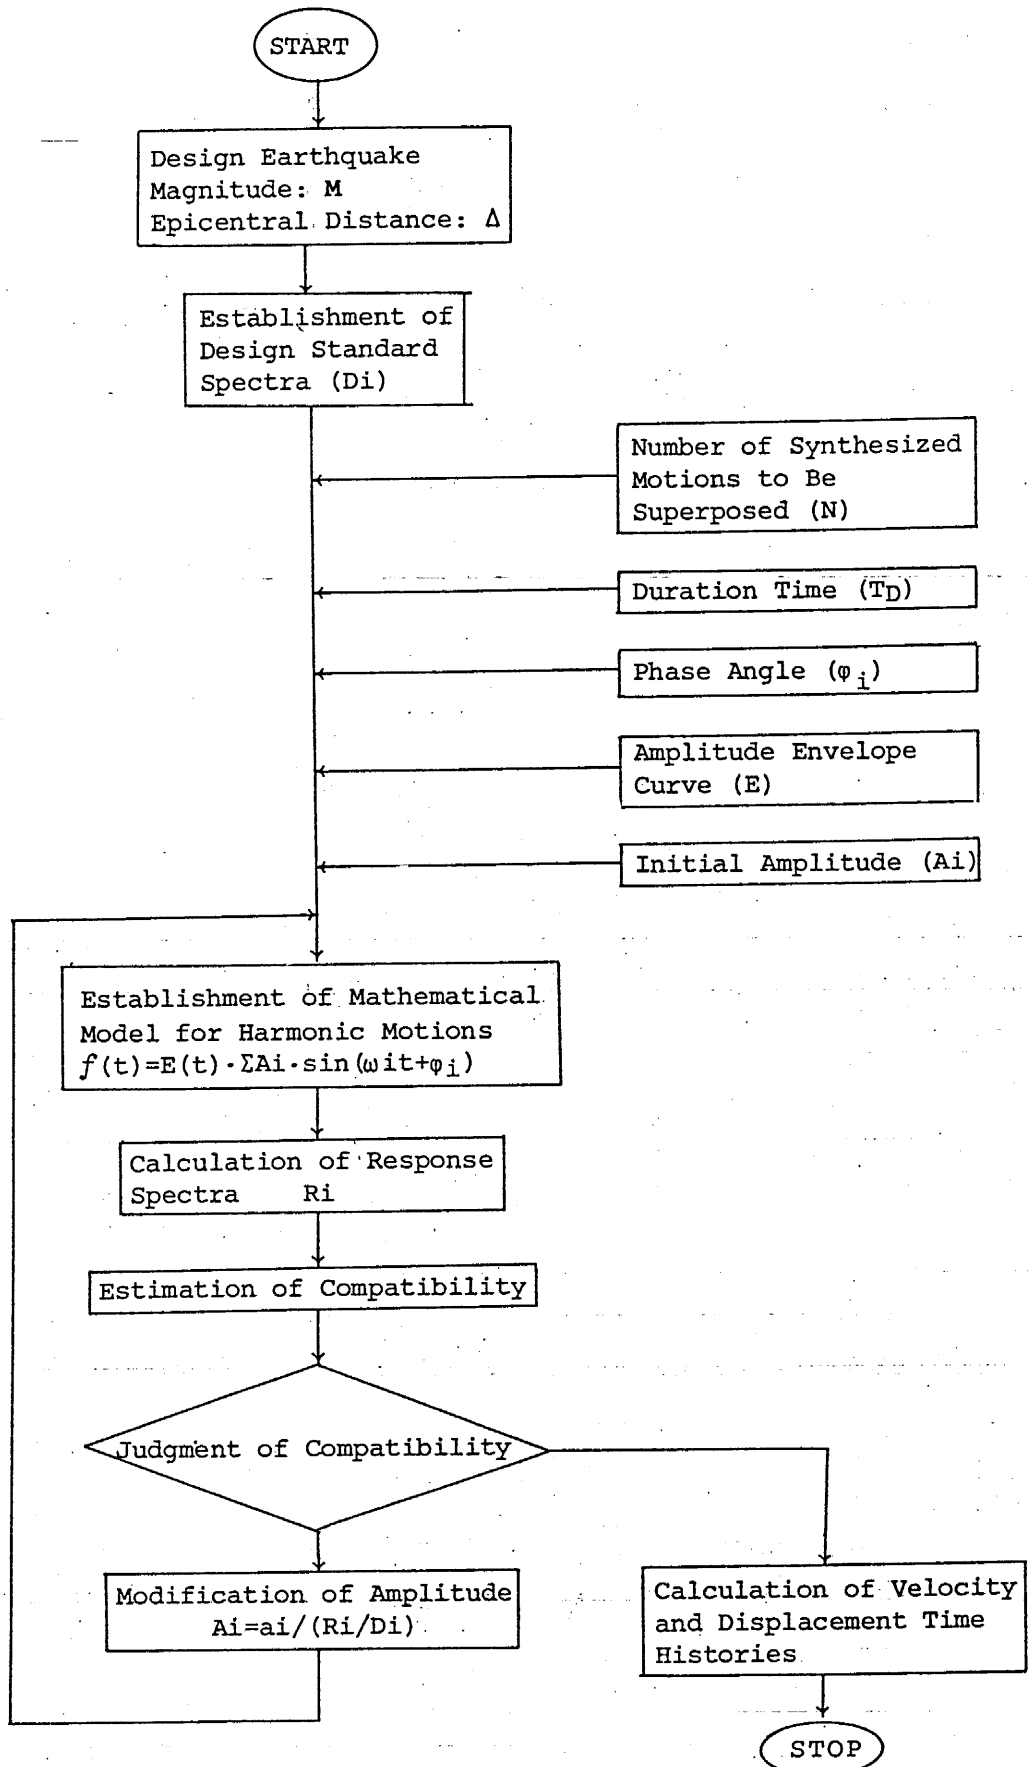 START
Design Earthquake
Magnitude: M
Epicentral Distance: Δ
Establishment of
Design Standard
Spectra (Di)
Number of Synthesized
Motions to Be
Superposed (N)
Duration Time (TD)
Phase Angle (φi)
Amplitude Envelope
Curve (E)
Initial Amplitude (Ai)
Establishment of Mathematical
Model for Harmonic Motions
f(t)=E(t)·ΣAi·sin(ωit+φi)
Calculation of Response
Spectra Ri
Estimation of Compatibility
Judgment of Compatibility
Modification of Amplitude
Ai=ai/(Ri/Di)
Calculation of Velocity
and Displacement Time
Histories
STOP